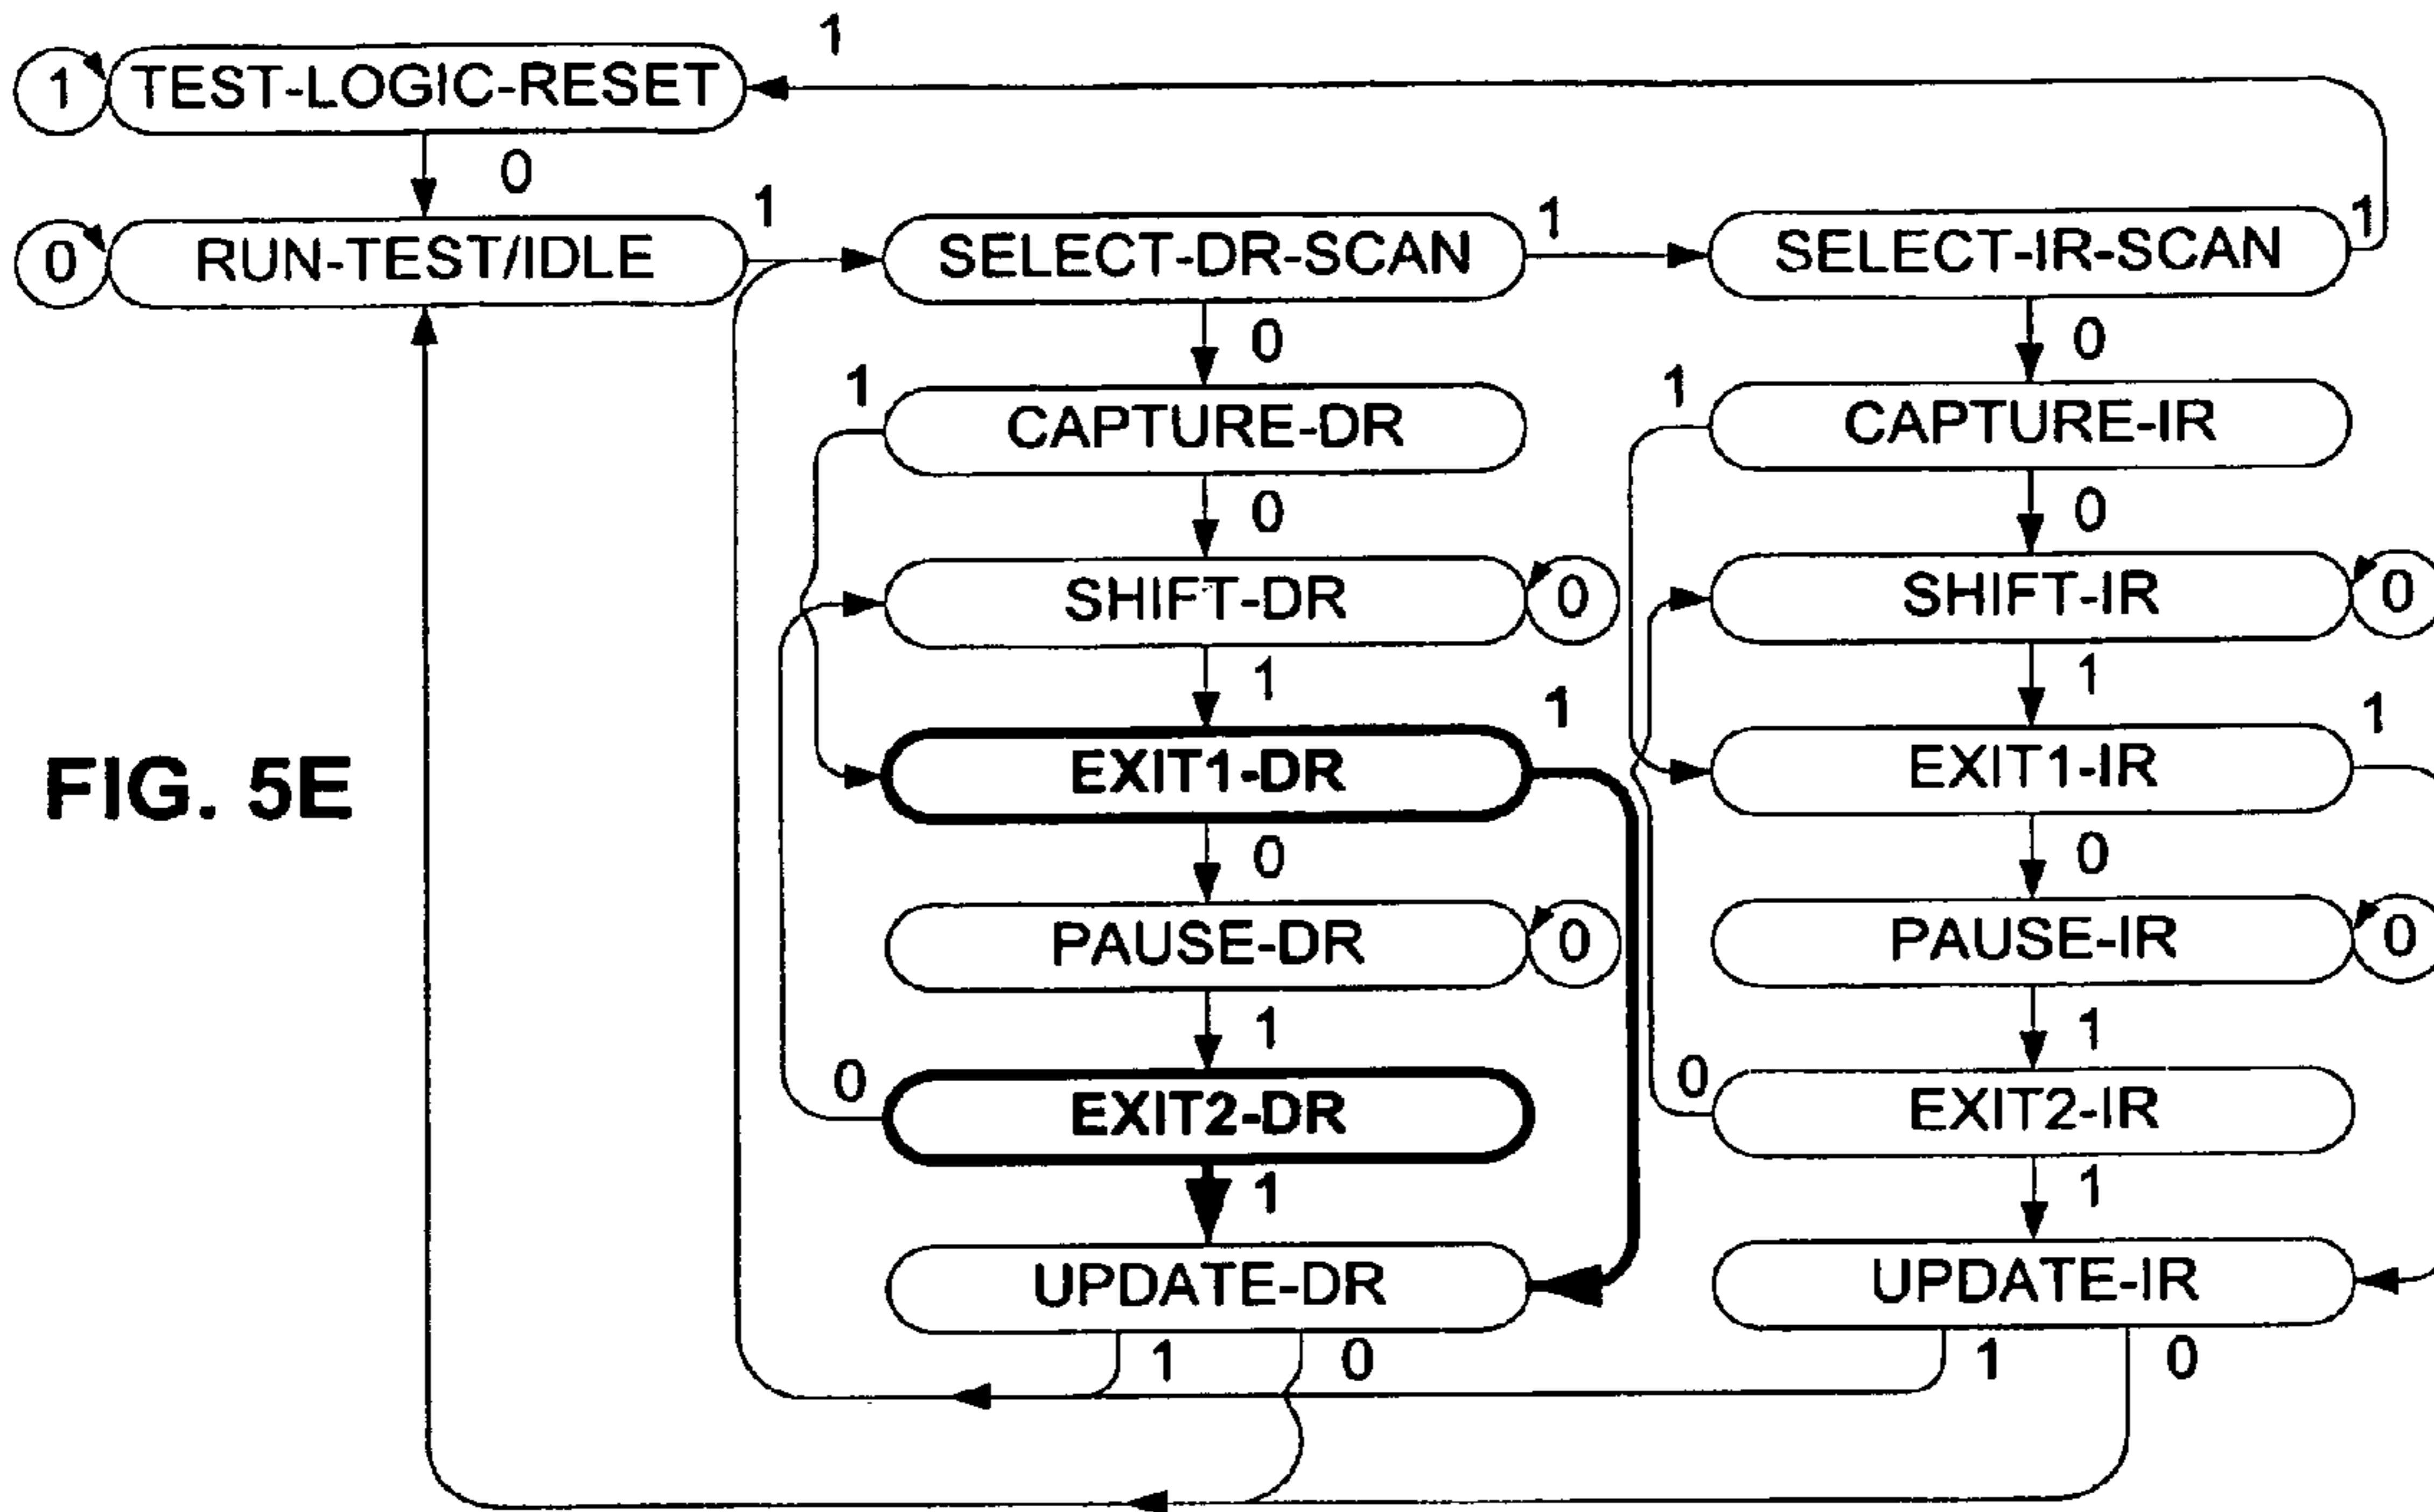 1
1 TEST-LOGIC-RESET
0
1 1 1
0 RUN-TEST/IDLE SELECT-DR-SCAN SELECT-IR-SCAN
0 0
1 CAPTURE-DR 1 CAPTURE-IR
0 0
SHIFT-DR 0 SHIFT-IR 0
1 1
1 1
FIG. 5E EXIT1-DR EXIT1-IR
0 0
PAUSE-DR 0 PAUSE-IR 0
1 1
0 EXIT2-DR 0 EXIT2-IR
1 1
UPDATE-DR UPDATE-IR
1 0 1 0